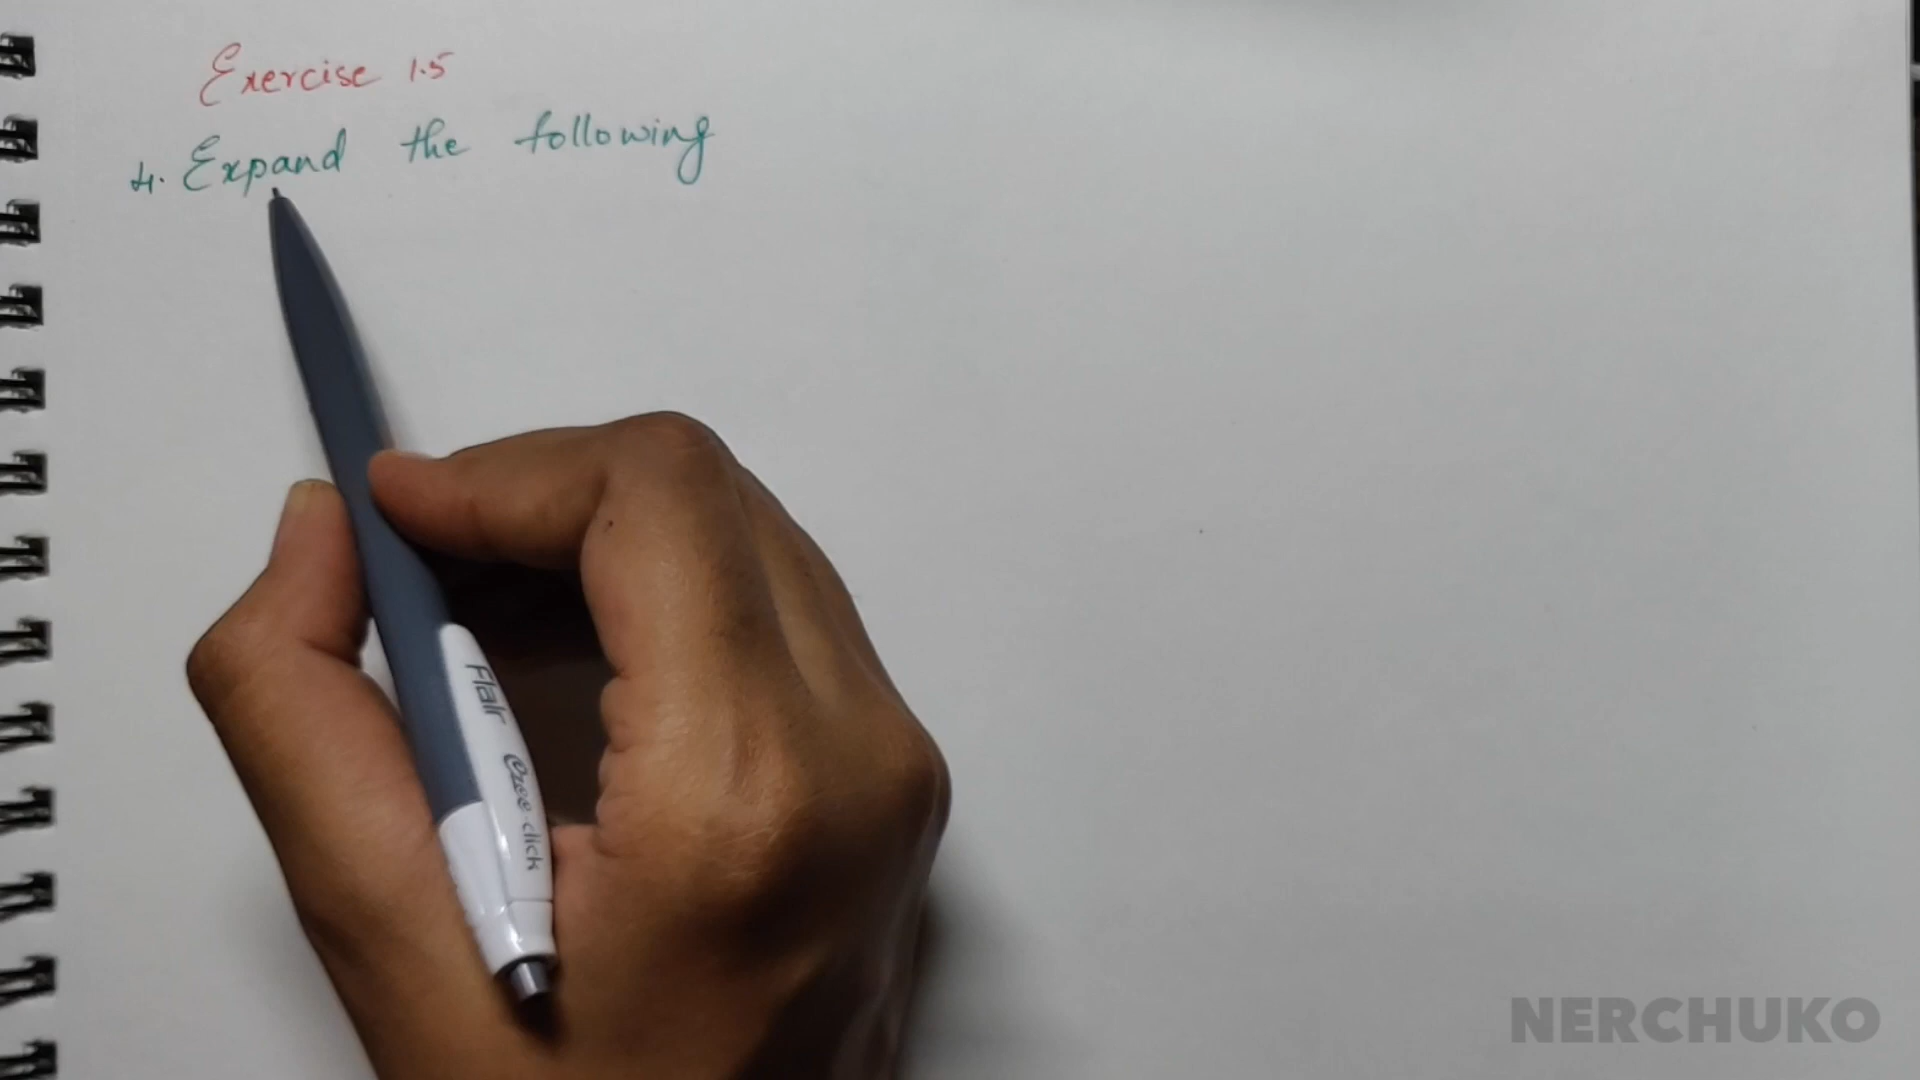 Exercise 1.5
4. Expand the following
Flair
click
NERCHUKO